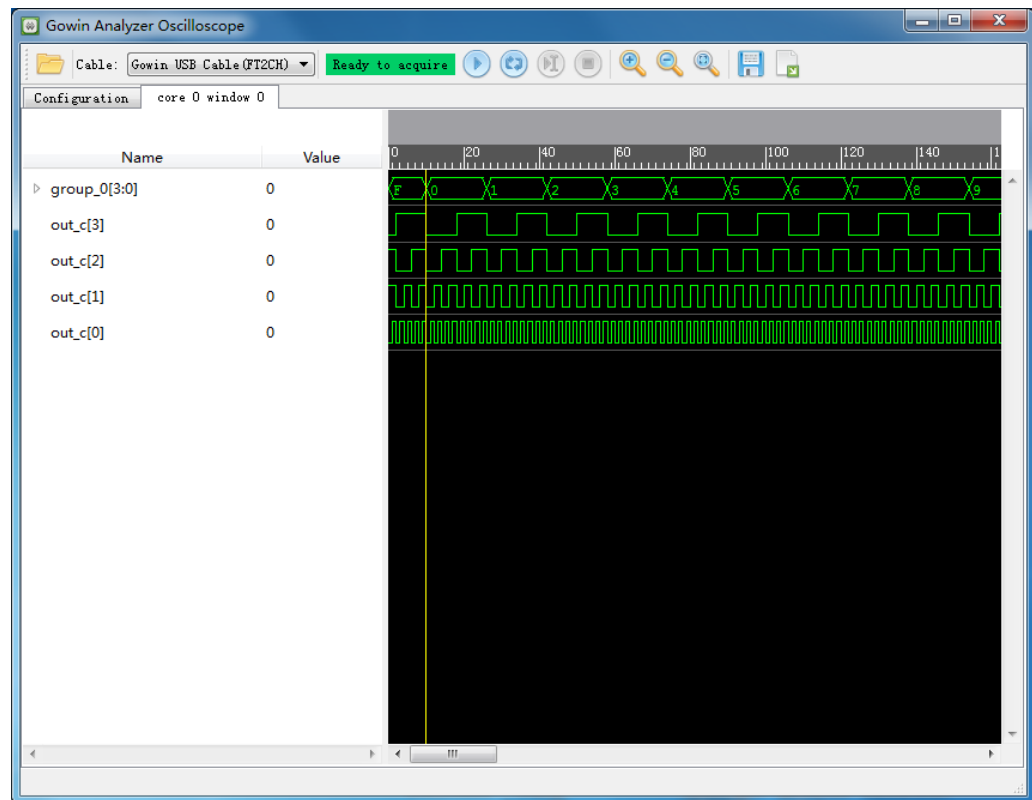 Gowin Analyzer Oscilloscope
Cable: Gowin USB Cable(FT2CH) Ready to acquire
Configuration core 0 window 0
Name Value 0 20 40 60 80 100 120 140 1
group_0[3:0] 0 F 0 1 2 3 4 5 6 7 8 9
out_c[3] 0
out_c[2] 0
out_c[1] 0
out_c[0] 0